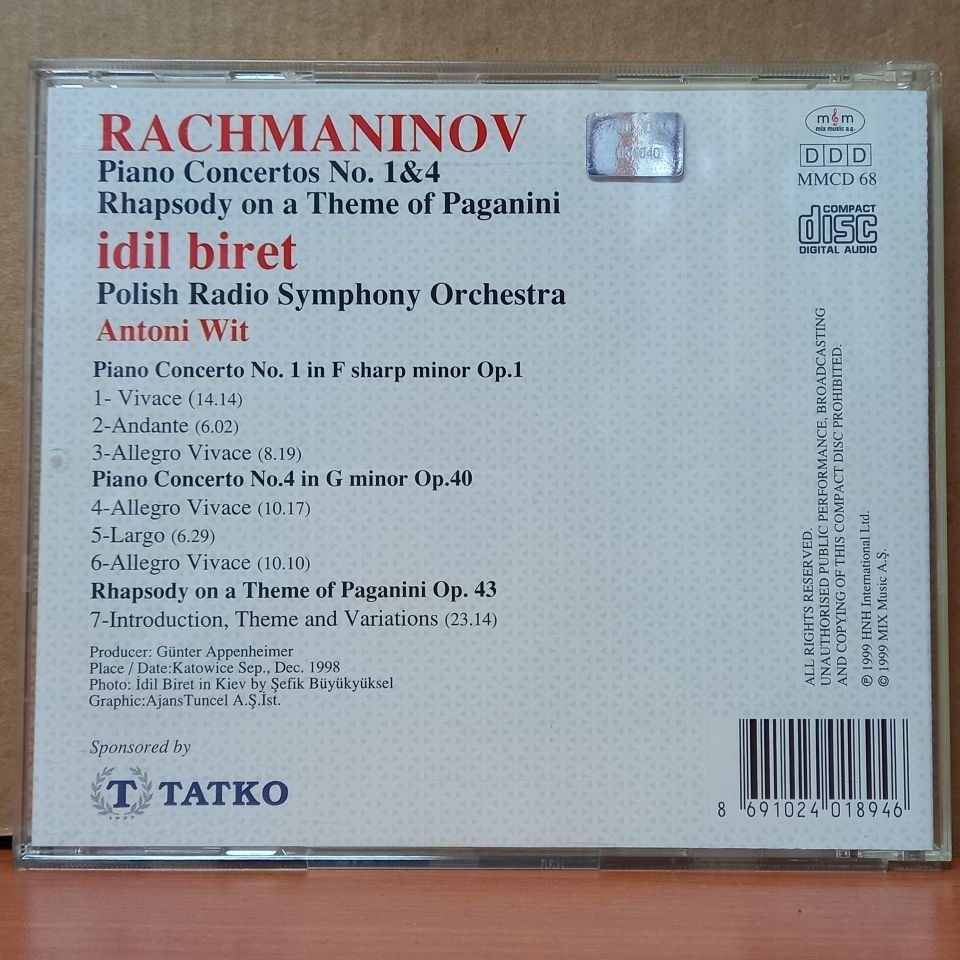 RACHMANINOV
Piano Concertos No. 1&4
Rhapsody on a Theme of Paganini
idil biret
Polish Radio Symphony Orchestra
Antoni Wit
Piano Concerto No. 1 in F sharp minor Op.1
1- Vivace (14.14)
2-Andante (6.02)
3-Allegro Vivace (8.19)
Piano Concerto No.4 in G minor Op.40
4-Allegro Vivace (10.17)
5-Largo (6.29)
6-Allegro Vivace (10.10)
Rhapsody on a Theme of Paganini Op. 43
7-Introduction, Theme and Variations (23.14)
Producer: Günter Appenheimer
Place / Date:Katowice Sep., Dec. 1998
Photo: İdil Biret in Kiev by Şefik Büyükyüksel
Graphic:AjansTuncel A.Ş.İst.
Sponsored by
T TATKO
1927
m m
mix music a.ş.
DDD
MMCD 68
COMPACT
disc
DIGITAL AUDIO
ALL RIGHTS RESERVED.
UNAUTHORISED PUBLIC PERFORMANCE, BROADCASTING
AND COPYING OF THIS COMPACT DISC PROHIBITED.
℗ 1999 HNH International Ltd.
© 1999 MIX Music A.Ş.
8 691024 018946